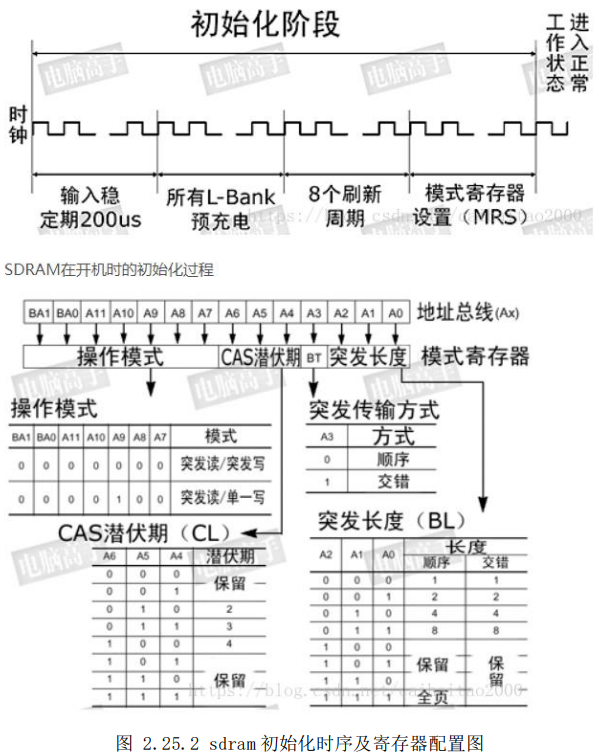 初始化阶段
进入正常
工作状态
时钟
输入稳
定期200us
所有L-Bank
预充电
8个刷新
周期
模式寄存器
设置（MRS）
SDRAM在开机时的初始化过程
BA1 BA0 A11 A10 A9 A8 A7 A6 A5 A4 A3 A2 A1 A0 地址总线(Ax)
操作模式 CAS潜伏期 BT 突发长度 模式寄存器
操作模式
BA1 BA0 A11 A10 A9 A8 A7 模式
0 0 0 0 0 0 0 突发读/突发写
0 0 0 0 1 0 0 突发读/单一写
突发传输方式
A3 方式
0 顺序
1 交错
CAS潜伏期（CL）
A6 A5 A4 潜伏期
0 0 0 保留
0 0 1
0 1 0 2
0 1 1 3
1 0 0 4
1 0 1 保留
1 1 0
1 1 1
突发长度（BL）
A2 A1 A0 长度
顺序 交错
0 0 0 1 1
0 0 1 2 2
0 1 0 4 4
0 1 1 8 8
1 0 0 保留 保留
1 0 1
1 1 0
1 1 1 全页
图 2.25.2 sdram 初始化时序及寄存器配置图
电脑高手